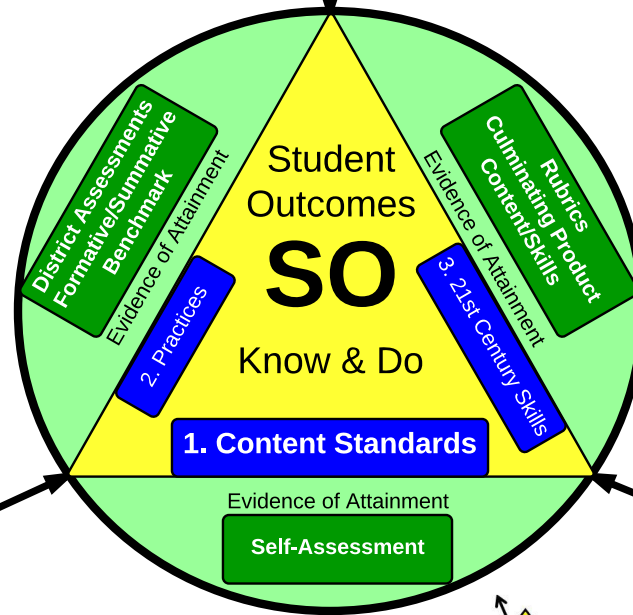 Student
Outcomes
SO
Know & Do
1. Content Standards
2. Practices
3. 21st Century Skills
District Assessments
Formative/Summative
Benchmark
Evidence of Attainment
Rubrics
Culminating Product
Content/Skills
Evidence of Attainment
Evidence of Attainment
Self-Assessment